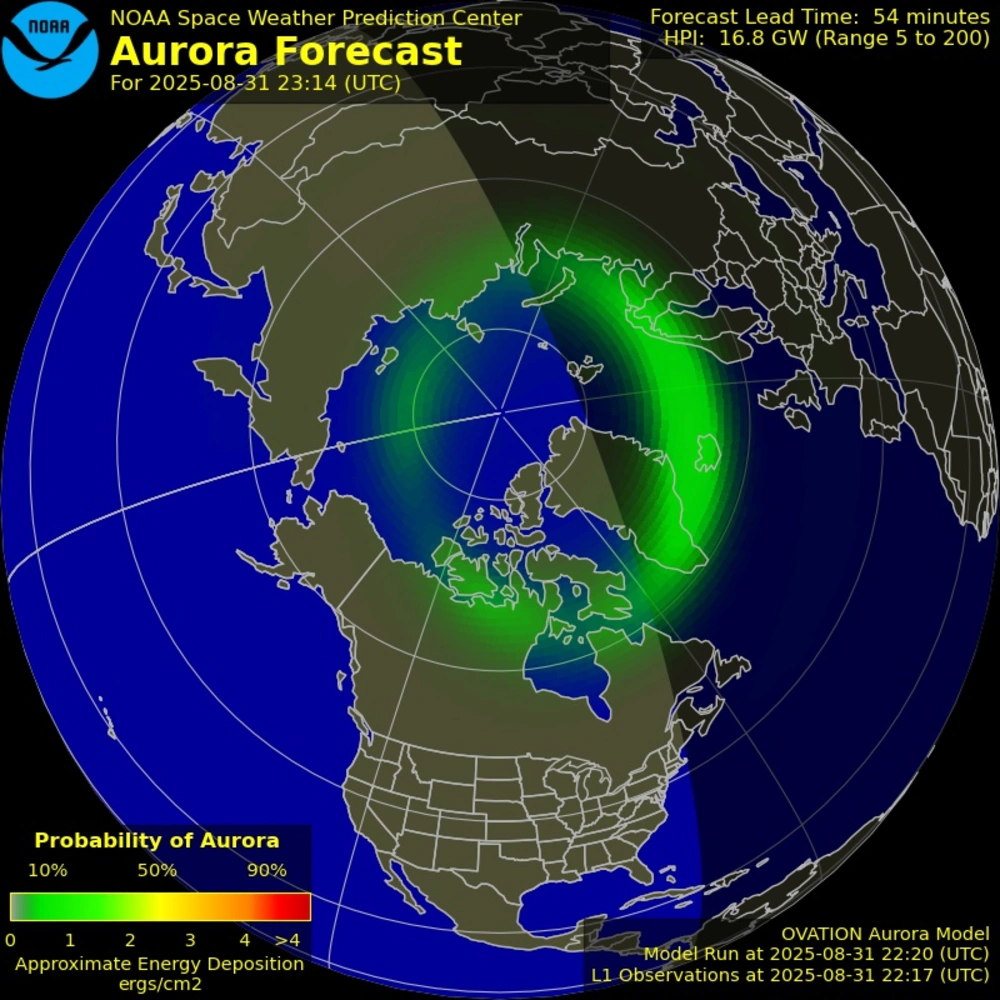 NOAA
NOAA Space Weather Prediction Center
Aurora Forecast
For 2025-08-31 23:14 (UTC)
Forecast Lead Time: 54 minutes
HPI: 16.8 GW (Range 5 to 200)
Probability of Aurora
10% 50% 90%
0 1 2 3 4 >4
Approximate Energy Deposition
ergs/cm2
OVATION Aurora Model
Model Run at 2025-08-31 22:20 (UTC)
L1 Observations at 2025-08-31 22:17 (UTC)